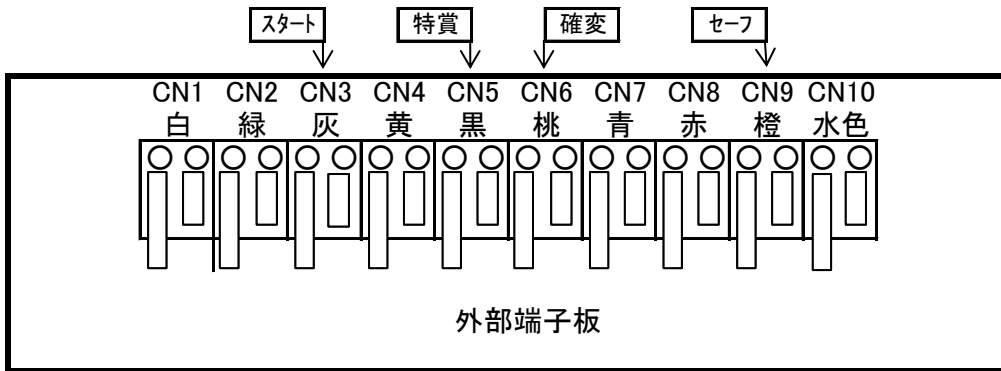 ｽﾀｰﾄ 特賞 確変 ｾｰﾌ
CN1 CN2 CN3 CN4 CN5 CN6 CN7 CN8 CN9 CN10
白 緑 灰 黄 黒 桃 青 赤 橙 水色
外部端子板